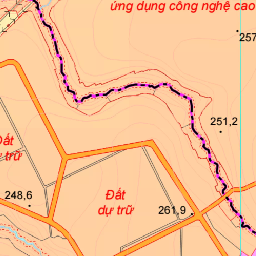 ứng dụng công nghệ cao
257
251,2
Đất
dự trữ
248,6
Đất
dự trữ
261,9